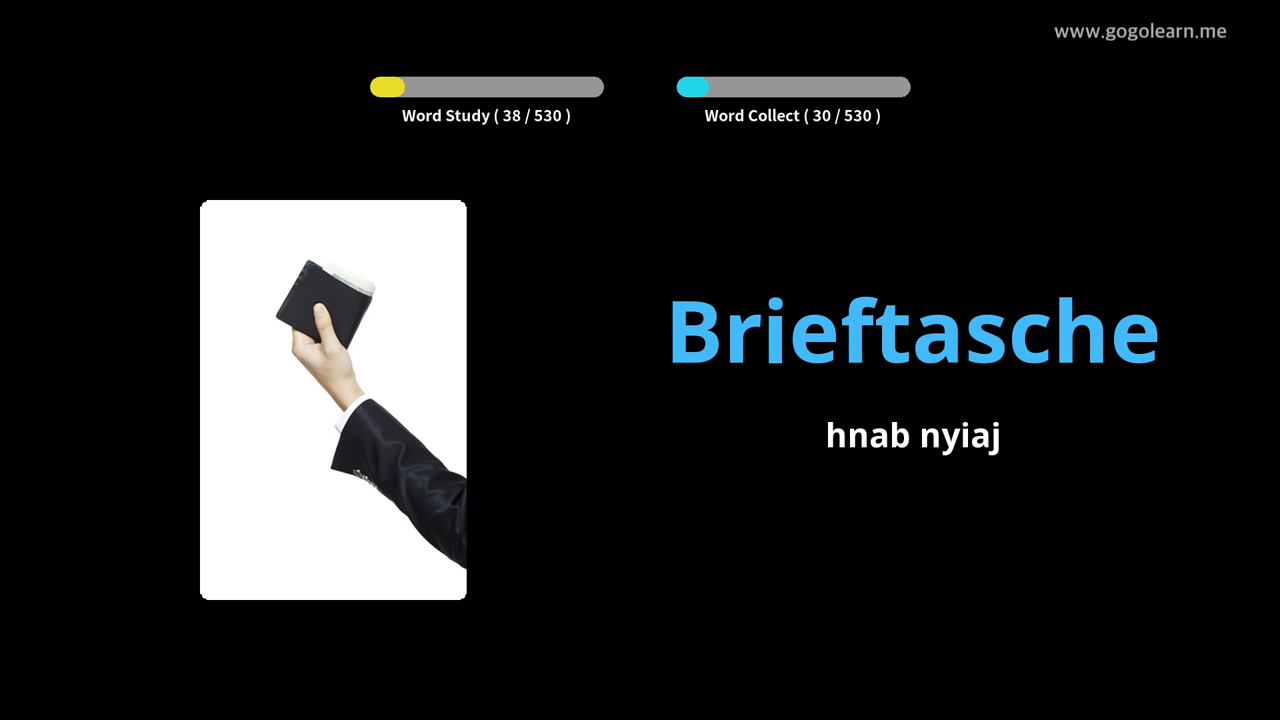 www.gogolearn.me
Word Study ( 38 / 530 )
Word Collect ( 30 / 530 )
Brieftasche
hnab nyiaj